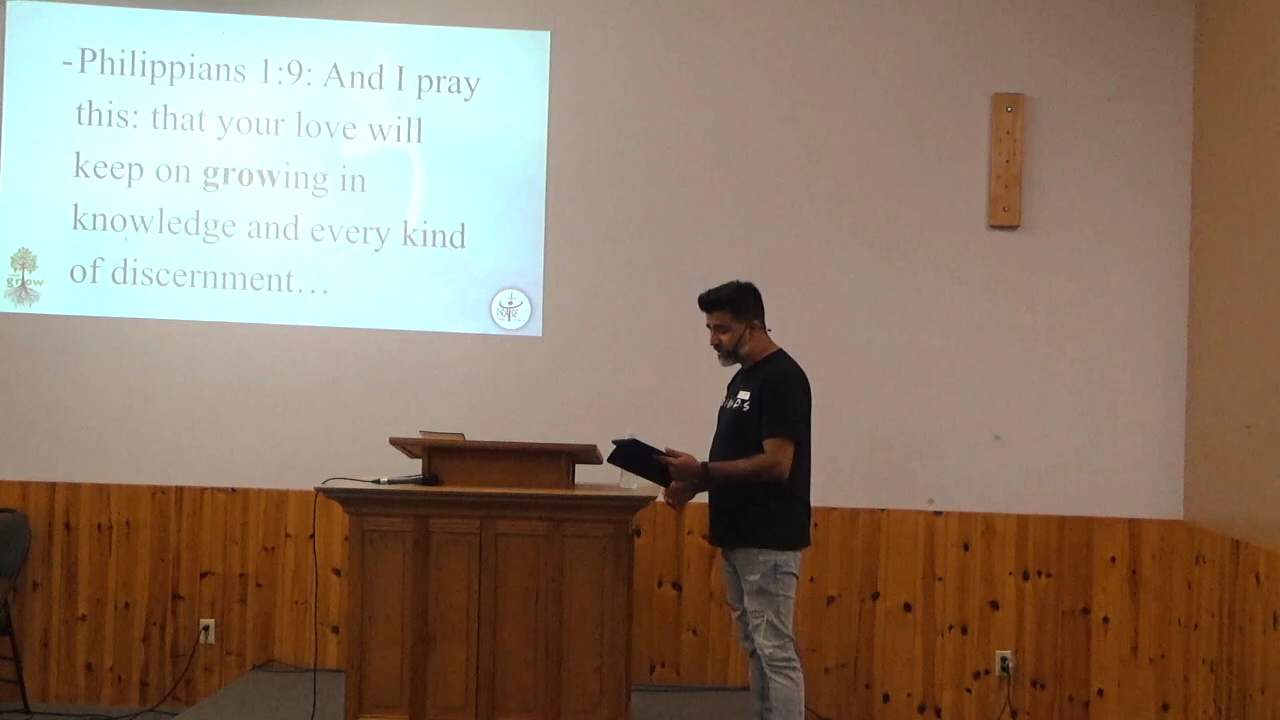 -Philippians 1:9: And I pray
this: that your love will
keep on growing in
knowledge and every kind
of discernment…
grow